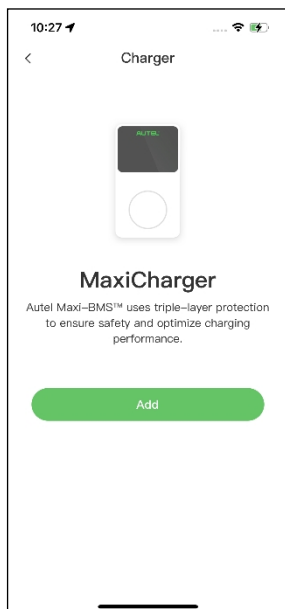 10:27
Charger
AUTEL
MaxiCharger
Autel Maxi-BMS™ uses triple-layer protection
to ensure safety and optimize charging
performance.
Add